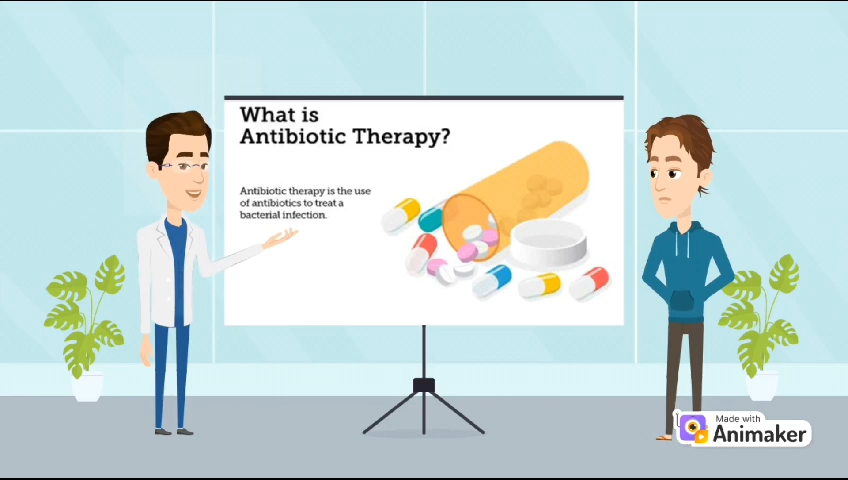 What is
Antibiotic Therapy?
Antibiotic therapy is the use
of antibiotics to treat a
bacterial infection.
Made with
Animaker